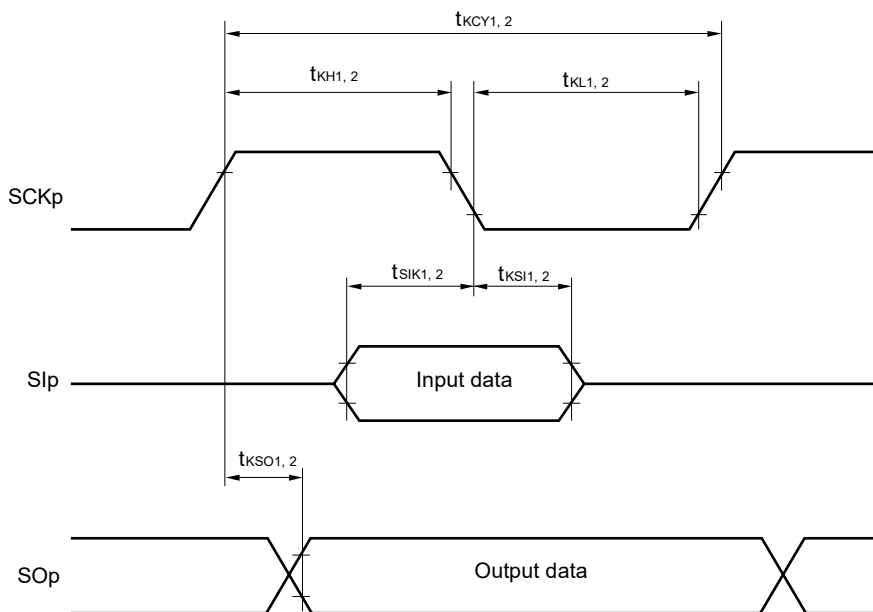 tKCY1, 2
tKH1, 2
tKL1, 2
SCKp
tSIK1, 2
tKSI1, 2
SIp
Input data
tKSO1, 2
SOp
Output data